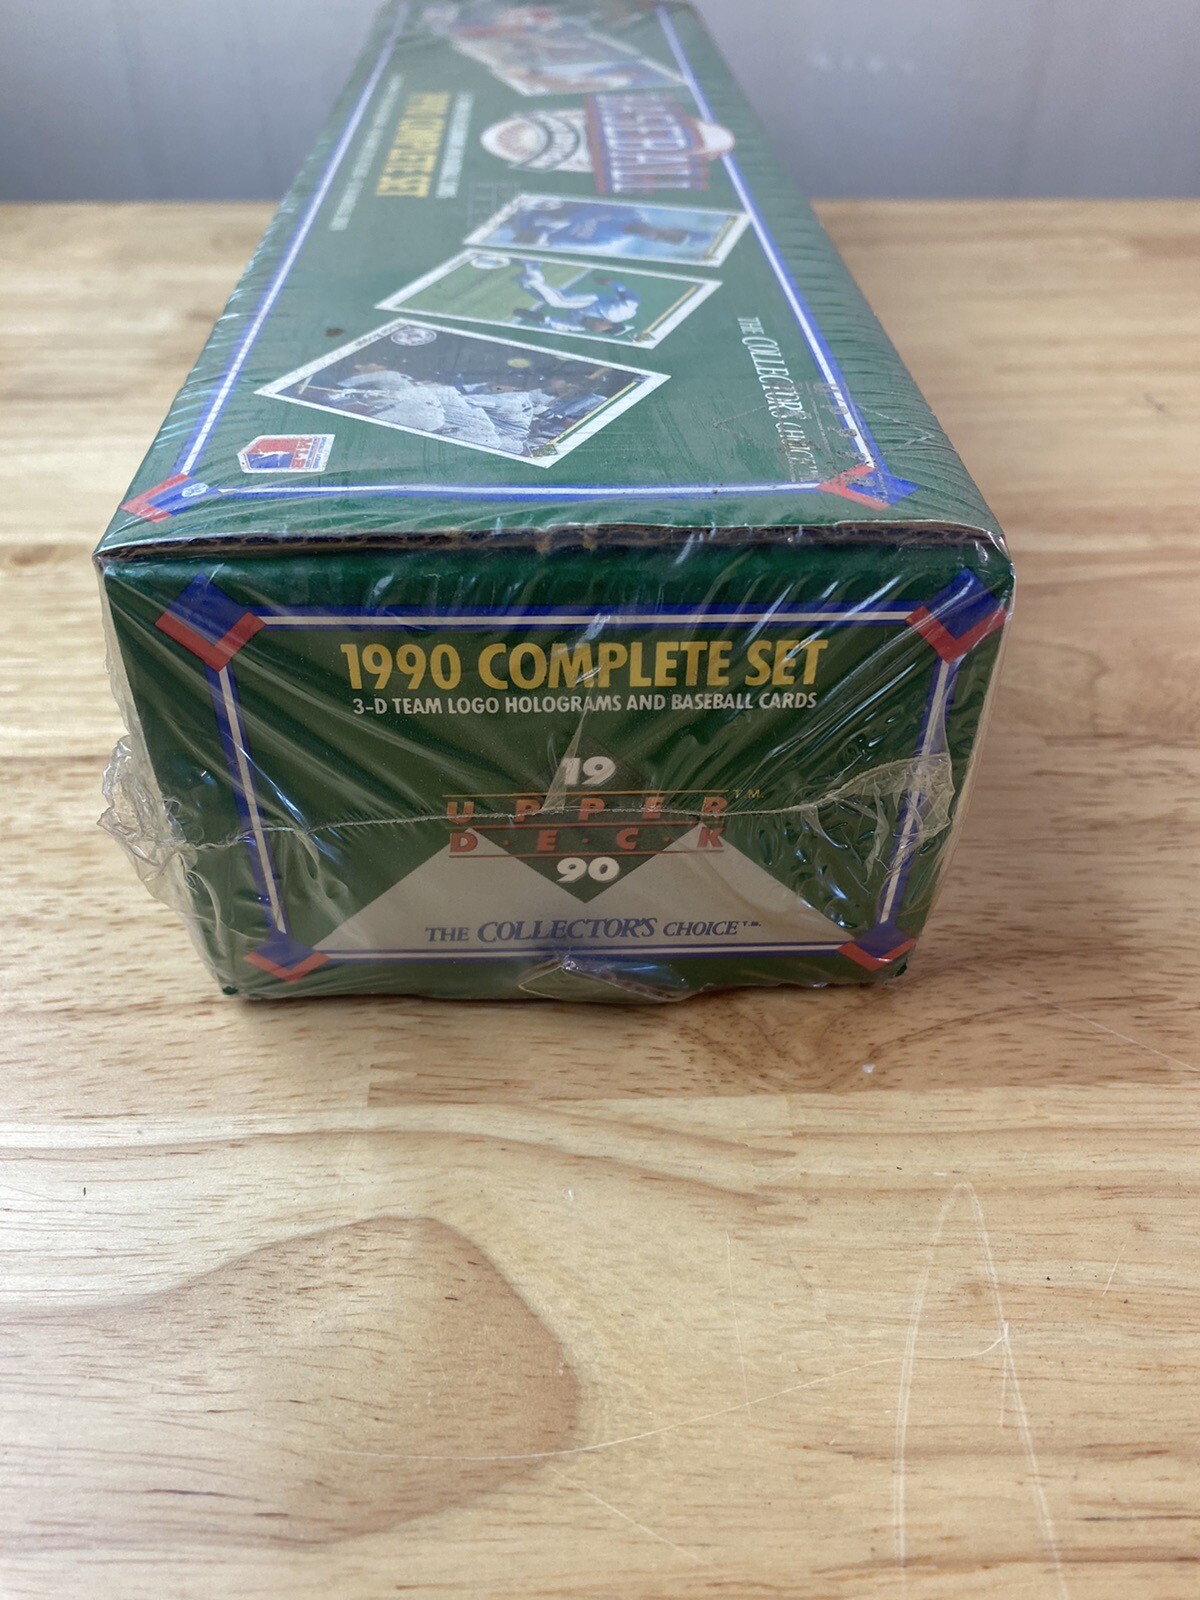 BASEBALL
1990 COMPLETE SET
THE COLLECTOR'S CHOICE
1990 COMPLETE SET
3-D TEAM LOGO HOLOGRAMS AND BASEBALL CARDS
19
UPPER T.M.
D·E·C·K
90
THE COLLECTOR'S CHOICE T.M.